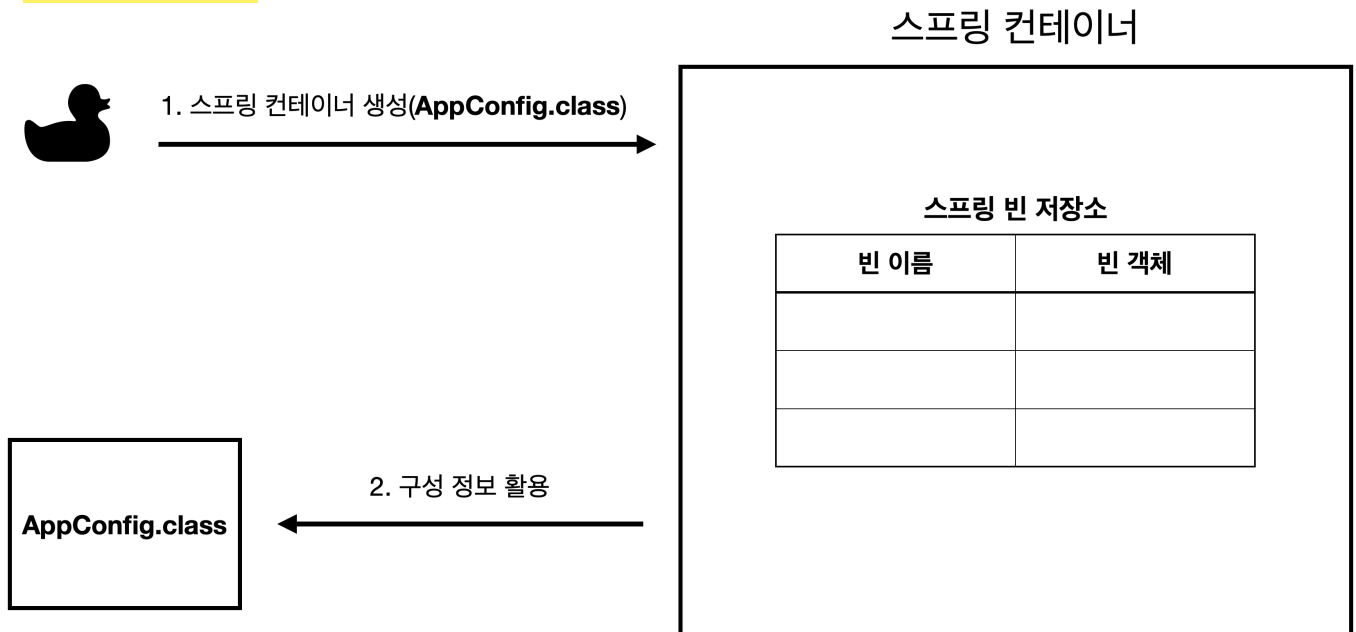 스프링 컨테이너
1. 스프링 컨테이너 생성(AppConfig.class)
스프링 빈 저장소
빈 이름
빈 객체
2. 구성 정보 활용
AppConfig.class